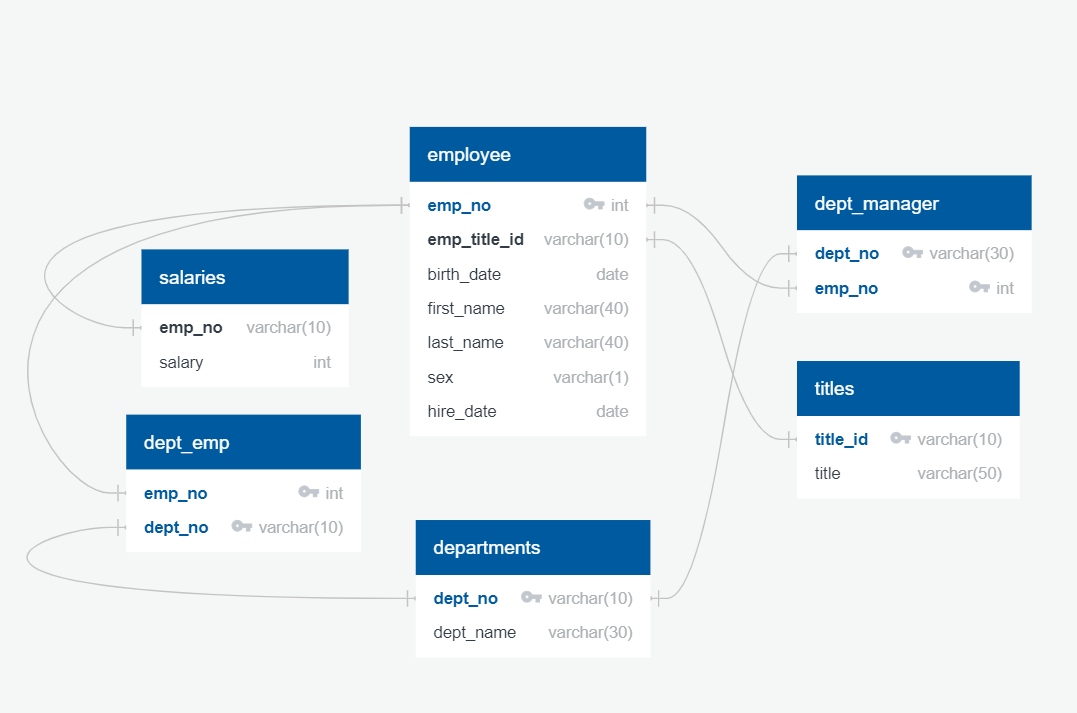 employee
emp_no int
emp_title_id varchar(10)
birth_date date
first_name varchar(40)
last_name varchar(40)
sex varchar(1)
hire_date date
dept_manager
dept_no varchar(30)
emp_no int
salaries
emp_no varchar(10)
salary int
titles
title_id varchar(10)
title varchar(50)
dept_emp
emp_no int
dept_no varchar(10)
departments
dept_no varchar(10)
dept_name varchar(30)